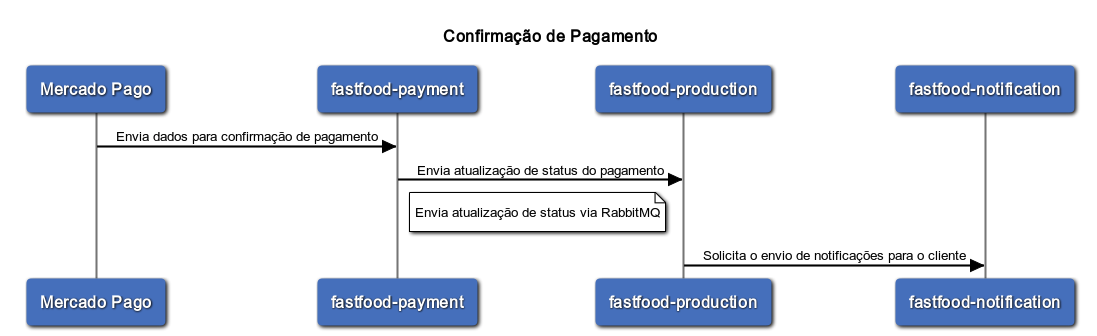 Confirmação de Pagamento
Mercado Pago
fastfood-payment
fastfood-production
fastfood-notification
Envia dados para confirmação de pagamento
Envia atualização de status do pagamento
Envia atualização de status via RabbitMQ
Solicita o envio de notificações para o cliente
Mercado Pago
fastfood-payment
fastfood-production
fastfood-notification